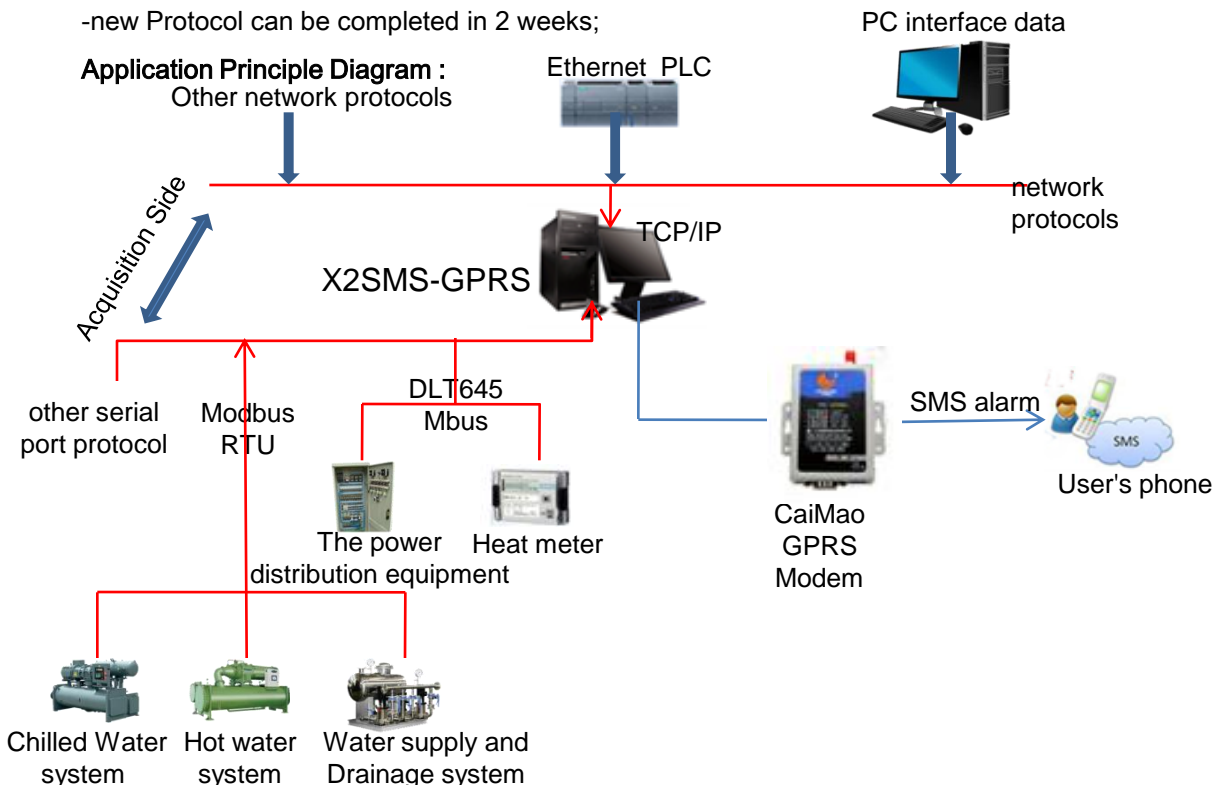 -new Protocol can be completed in 2 weeks;
PC interface data
Application Principle Diagram :
Ethernet PLC
Other network protocols
Acquisition Side
network
protocols
TCP/IP
X2SMS-GPRS
other serial
port protocol
Modbus
RTU
DLT645
Mbus
SMS alarm
SMS
User's phone
CaiMao
GPRS
Modem
The power
distribution equipment
Heat meter
Chilled Water
system
Hot water
system
Water supply and
Drainage system